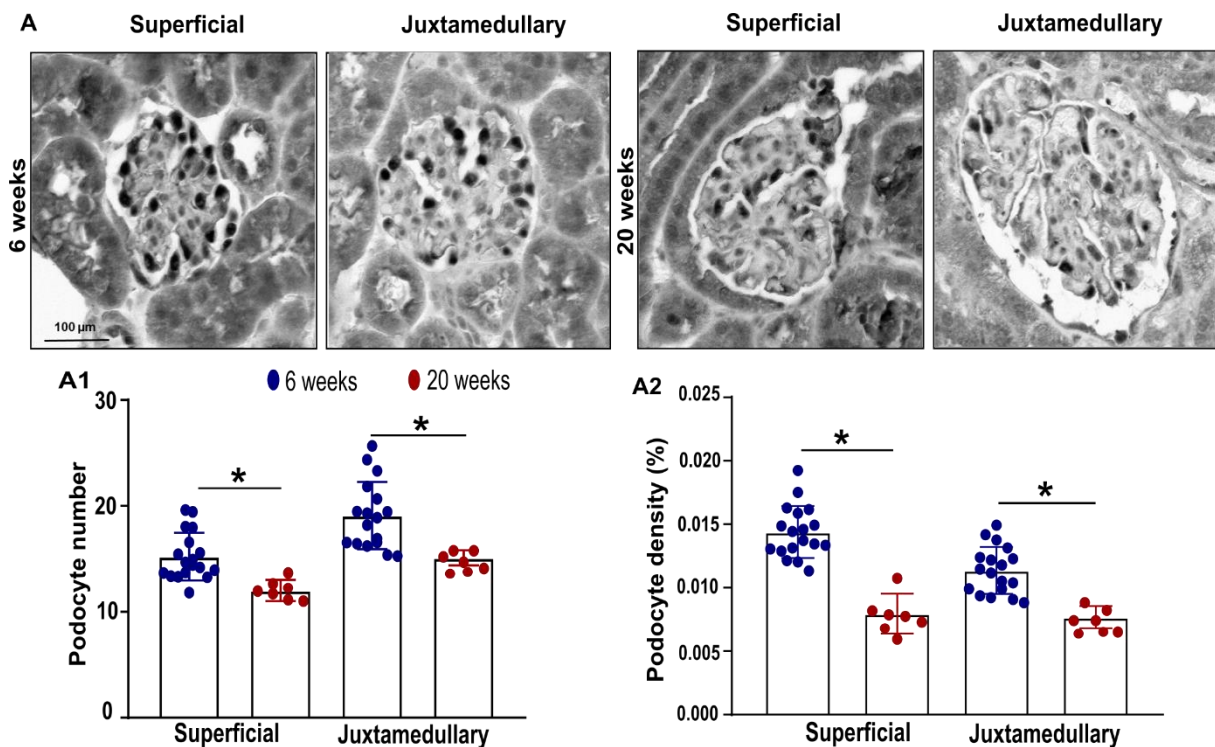 A
Superficial
Juxtamedullary
Superficial
Juxtamedullary
6 weeks
20 weeks
100 µm
A1
6 weeks
20 weeks
A2
Podocyte number
30
20
10
0
*
*
Superficial
Juxtamedullary
Podocyte density (%)
0.025
0.020
0.015
0.010
0.005
0.000
*
*
Superficial
Juxtamedullary